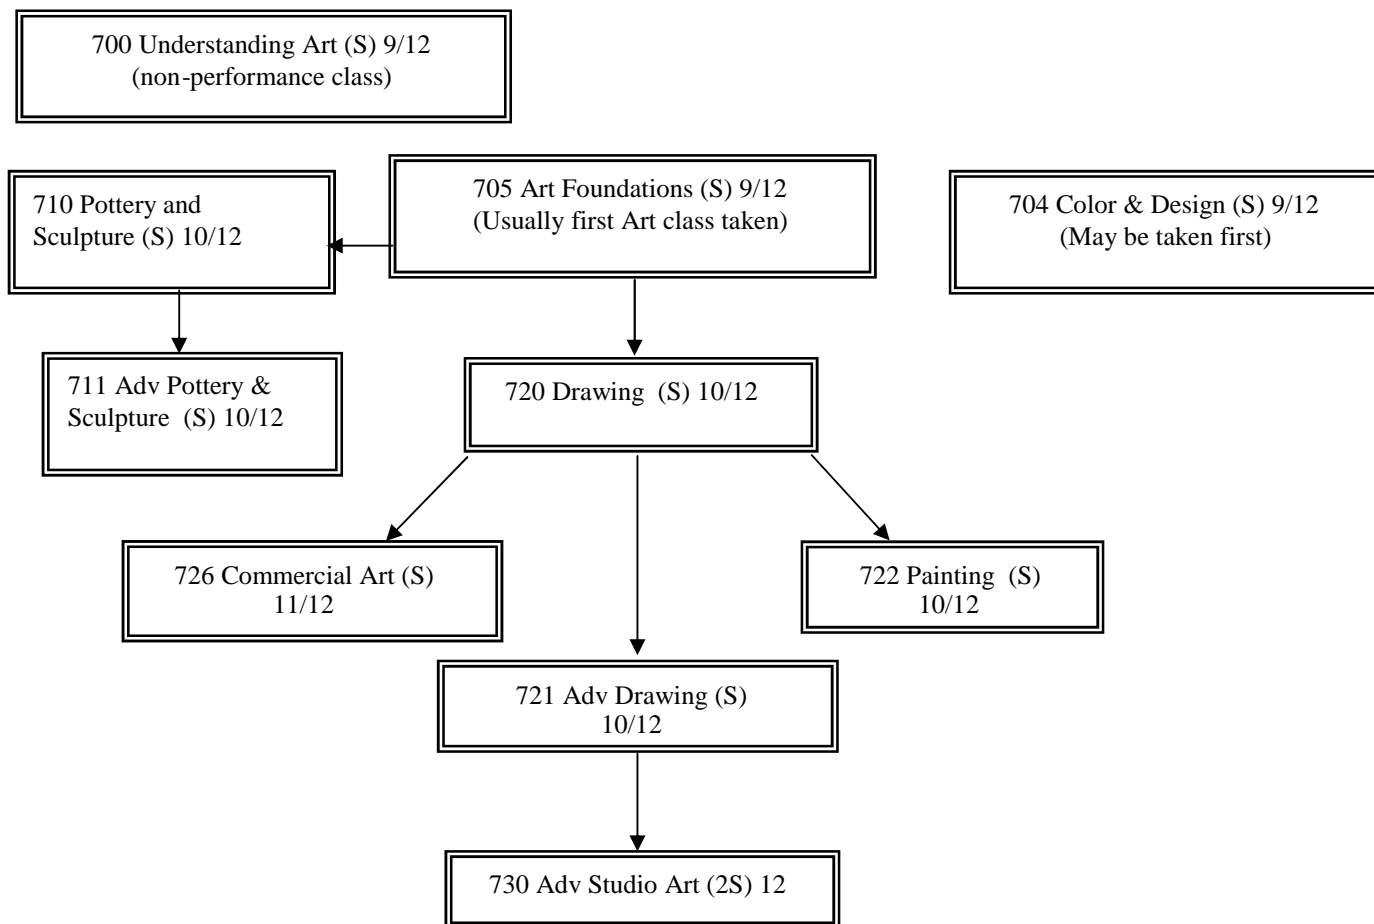 700 Understanding Art (S) 9/12
(non-performance class)
705 Art Foundations (S) 9/12
(Usually first Art class taken)
710 Pottery and
Sculpture (S) 10/12
704 Color & Design (S) 9/12
(May be taken first)
711 Adv Pottery &
Sculpture (S) 10/12
720 Drawing (S) 10/12
726 Commercial Art (S)
11/12
722 Painting (S)
10/12
721 Adv Drawing (S)
10/12
730 Adv Studio Art (2S) 12